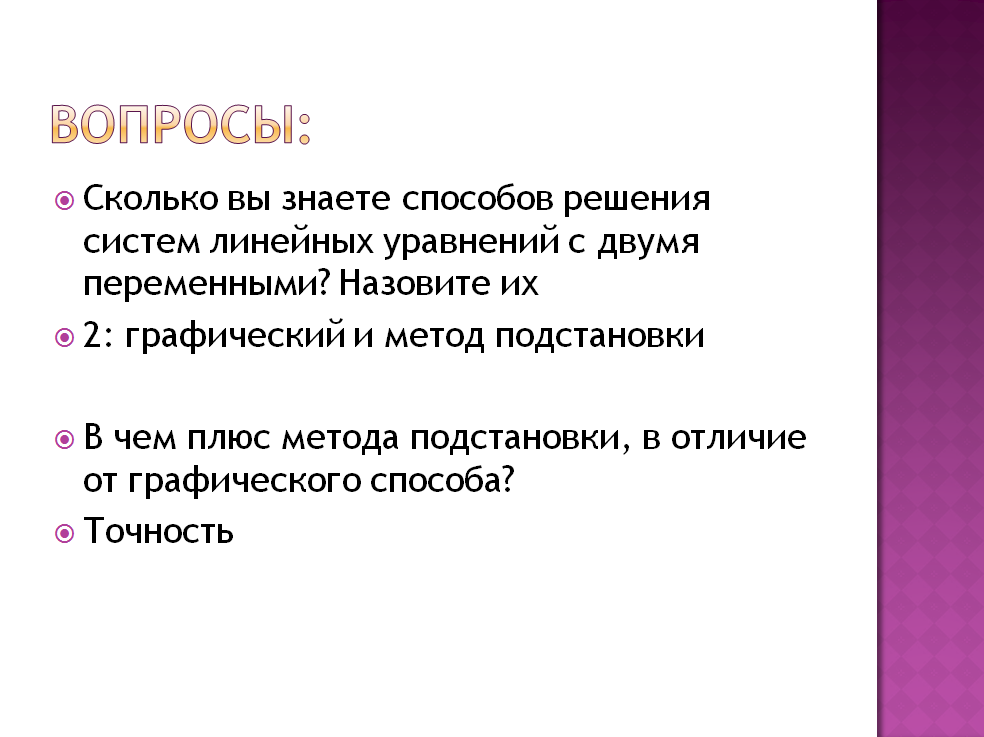 ВОПРОСЫ:
Сколько вы знаете способов решения
систем линейных уравнений с двумя
переменными? Назовите их
2: графический и метод подстановки
В чем плюс метода подстановки, в отличие
от графического способа?
Точность